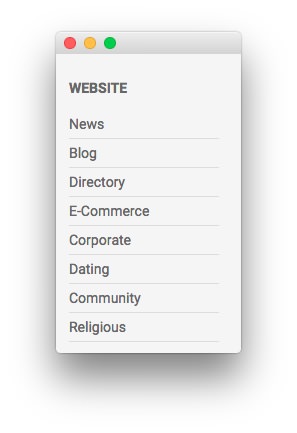 WEBSITE
News
Blog
Directory
E-Commerce
Corporate
Dating
Community
Religious